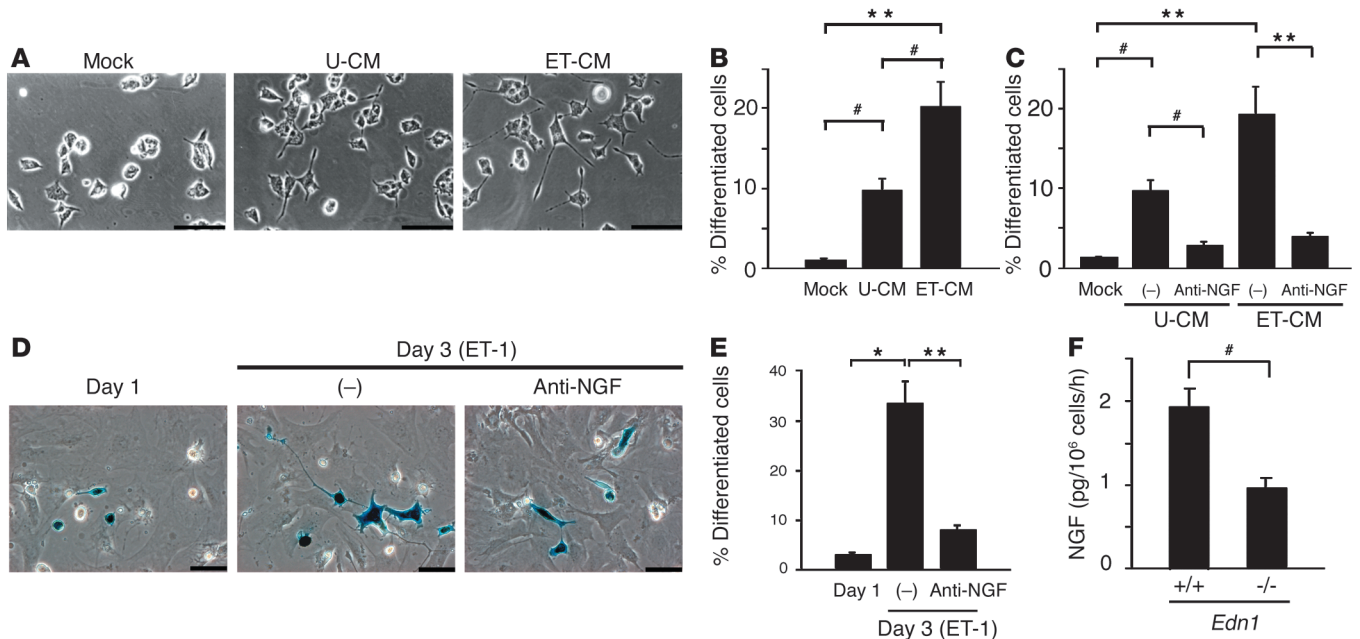 A
Mock
U-CM
ET-CM
B
% Differentiated cells
20
10
0
**
#
#
Mock U-CM ET-CM
C
% Differentiated cells
20
10
0
**
#
**
#
Mock (–) Anti-NGF (–) Anti-NGF
U-CM ET-CM
D
Day 3 (ET-1)
Day 1
(–)
Anti-NGF
E
% Differentiated cells
40
30
20
10
0
* **
Day 1 (–) Anti-NGF
Day 3 (ET-1)
F
NGF (pg/10⁶ cells/h)
2
1
0
#
+/+ -/-
Edn1